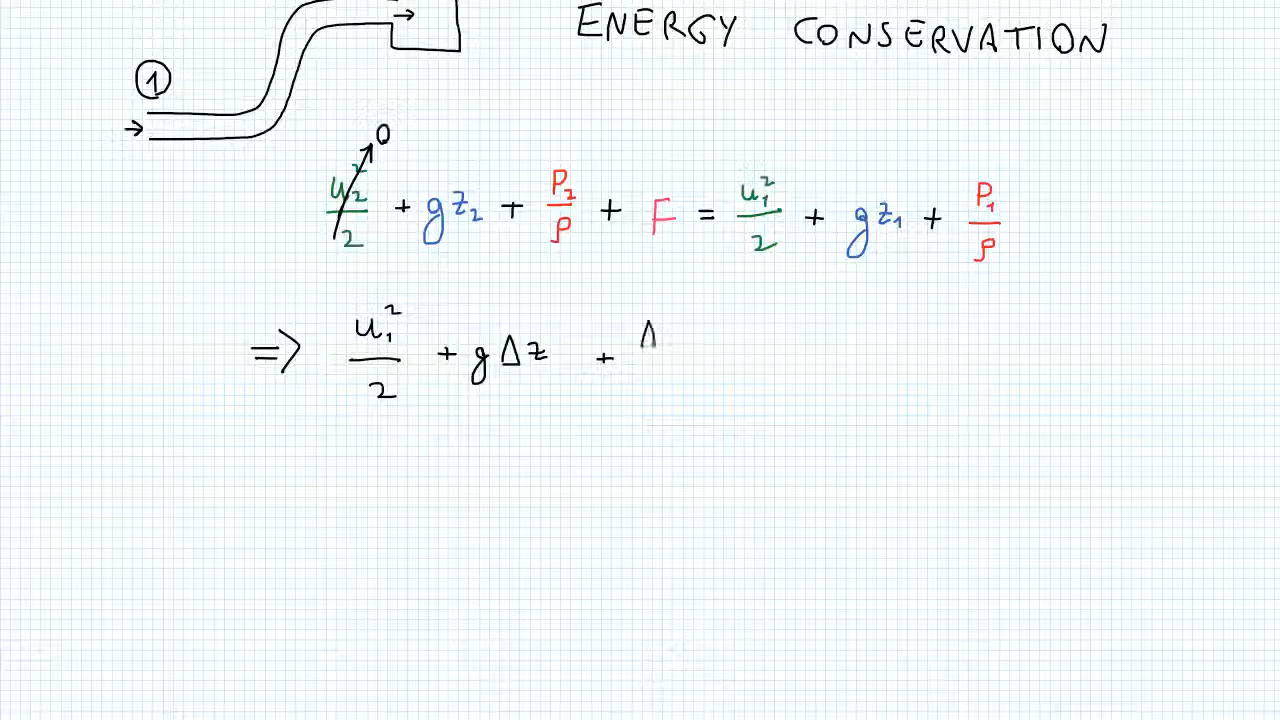 ENERGY CONSERVATION
1
0
u₂²/2 + gz₂ + P₂/ρ + F = u₁²/2 + gz₁ + P₁/ρ
=> u₁²/2 + gΔz + Δ